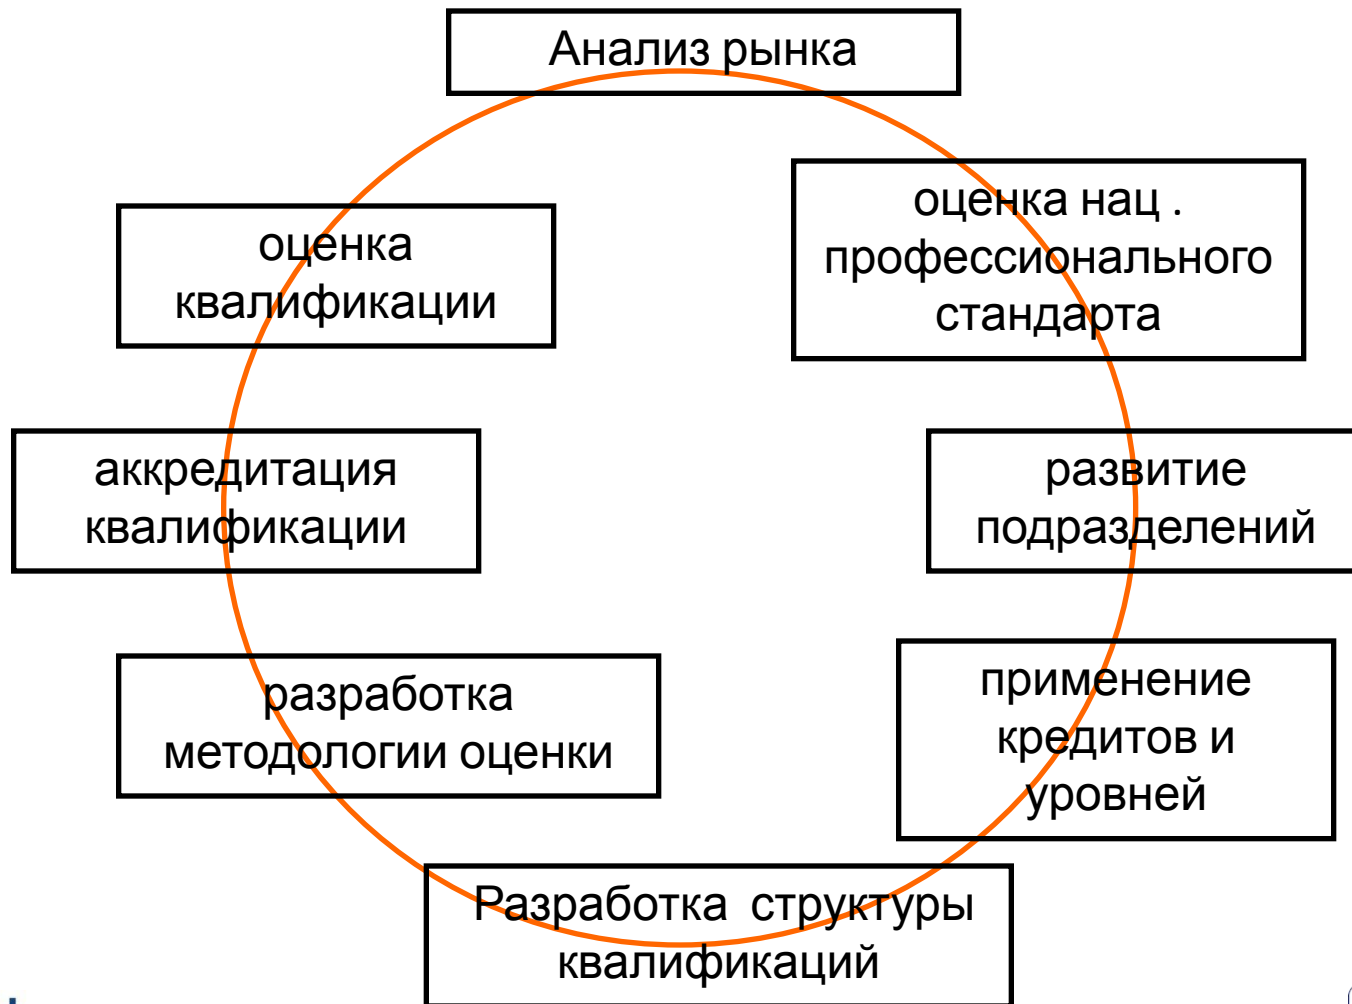 Анализ рынка
оценка нац .
профессионального
стандарта
оценка
квалификации
развитие
подразделений
аккредитация
квалификации
применение
кредитов и
уровней
разработка
методологии оценки
Разработка  структуры
квалификаций